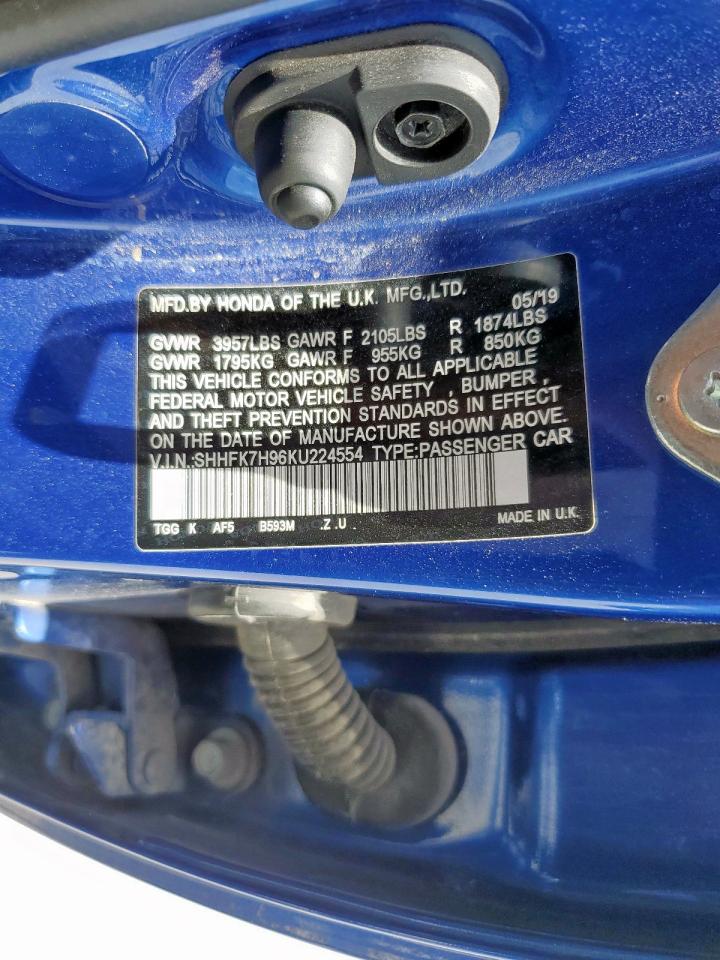 MFD.BY HONDA OF THE U.K. MFG.,LTD. 05/19
GVWR 3957LBS GAWR F 2105LBS R 1874LBS
GVWR 1795KG GAWR F 955KG R 850KG
THIS VEHICLE CONFORMS TO ALL APPLICABLE
FEDERAL MOTOR VEHICLE SAFETY , BUMPER ,
AND THEFT PREVENTION STANDARDS IN EFFECT
ON THE DATE OF MANUFACTURE SHOWN ABOVE.
V.I.N.:SHHFK7H96KU224554 TYPE:PASSENGER CAR
TGG K AF5 B593M .Z .U MADE IN U.K.